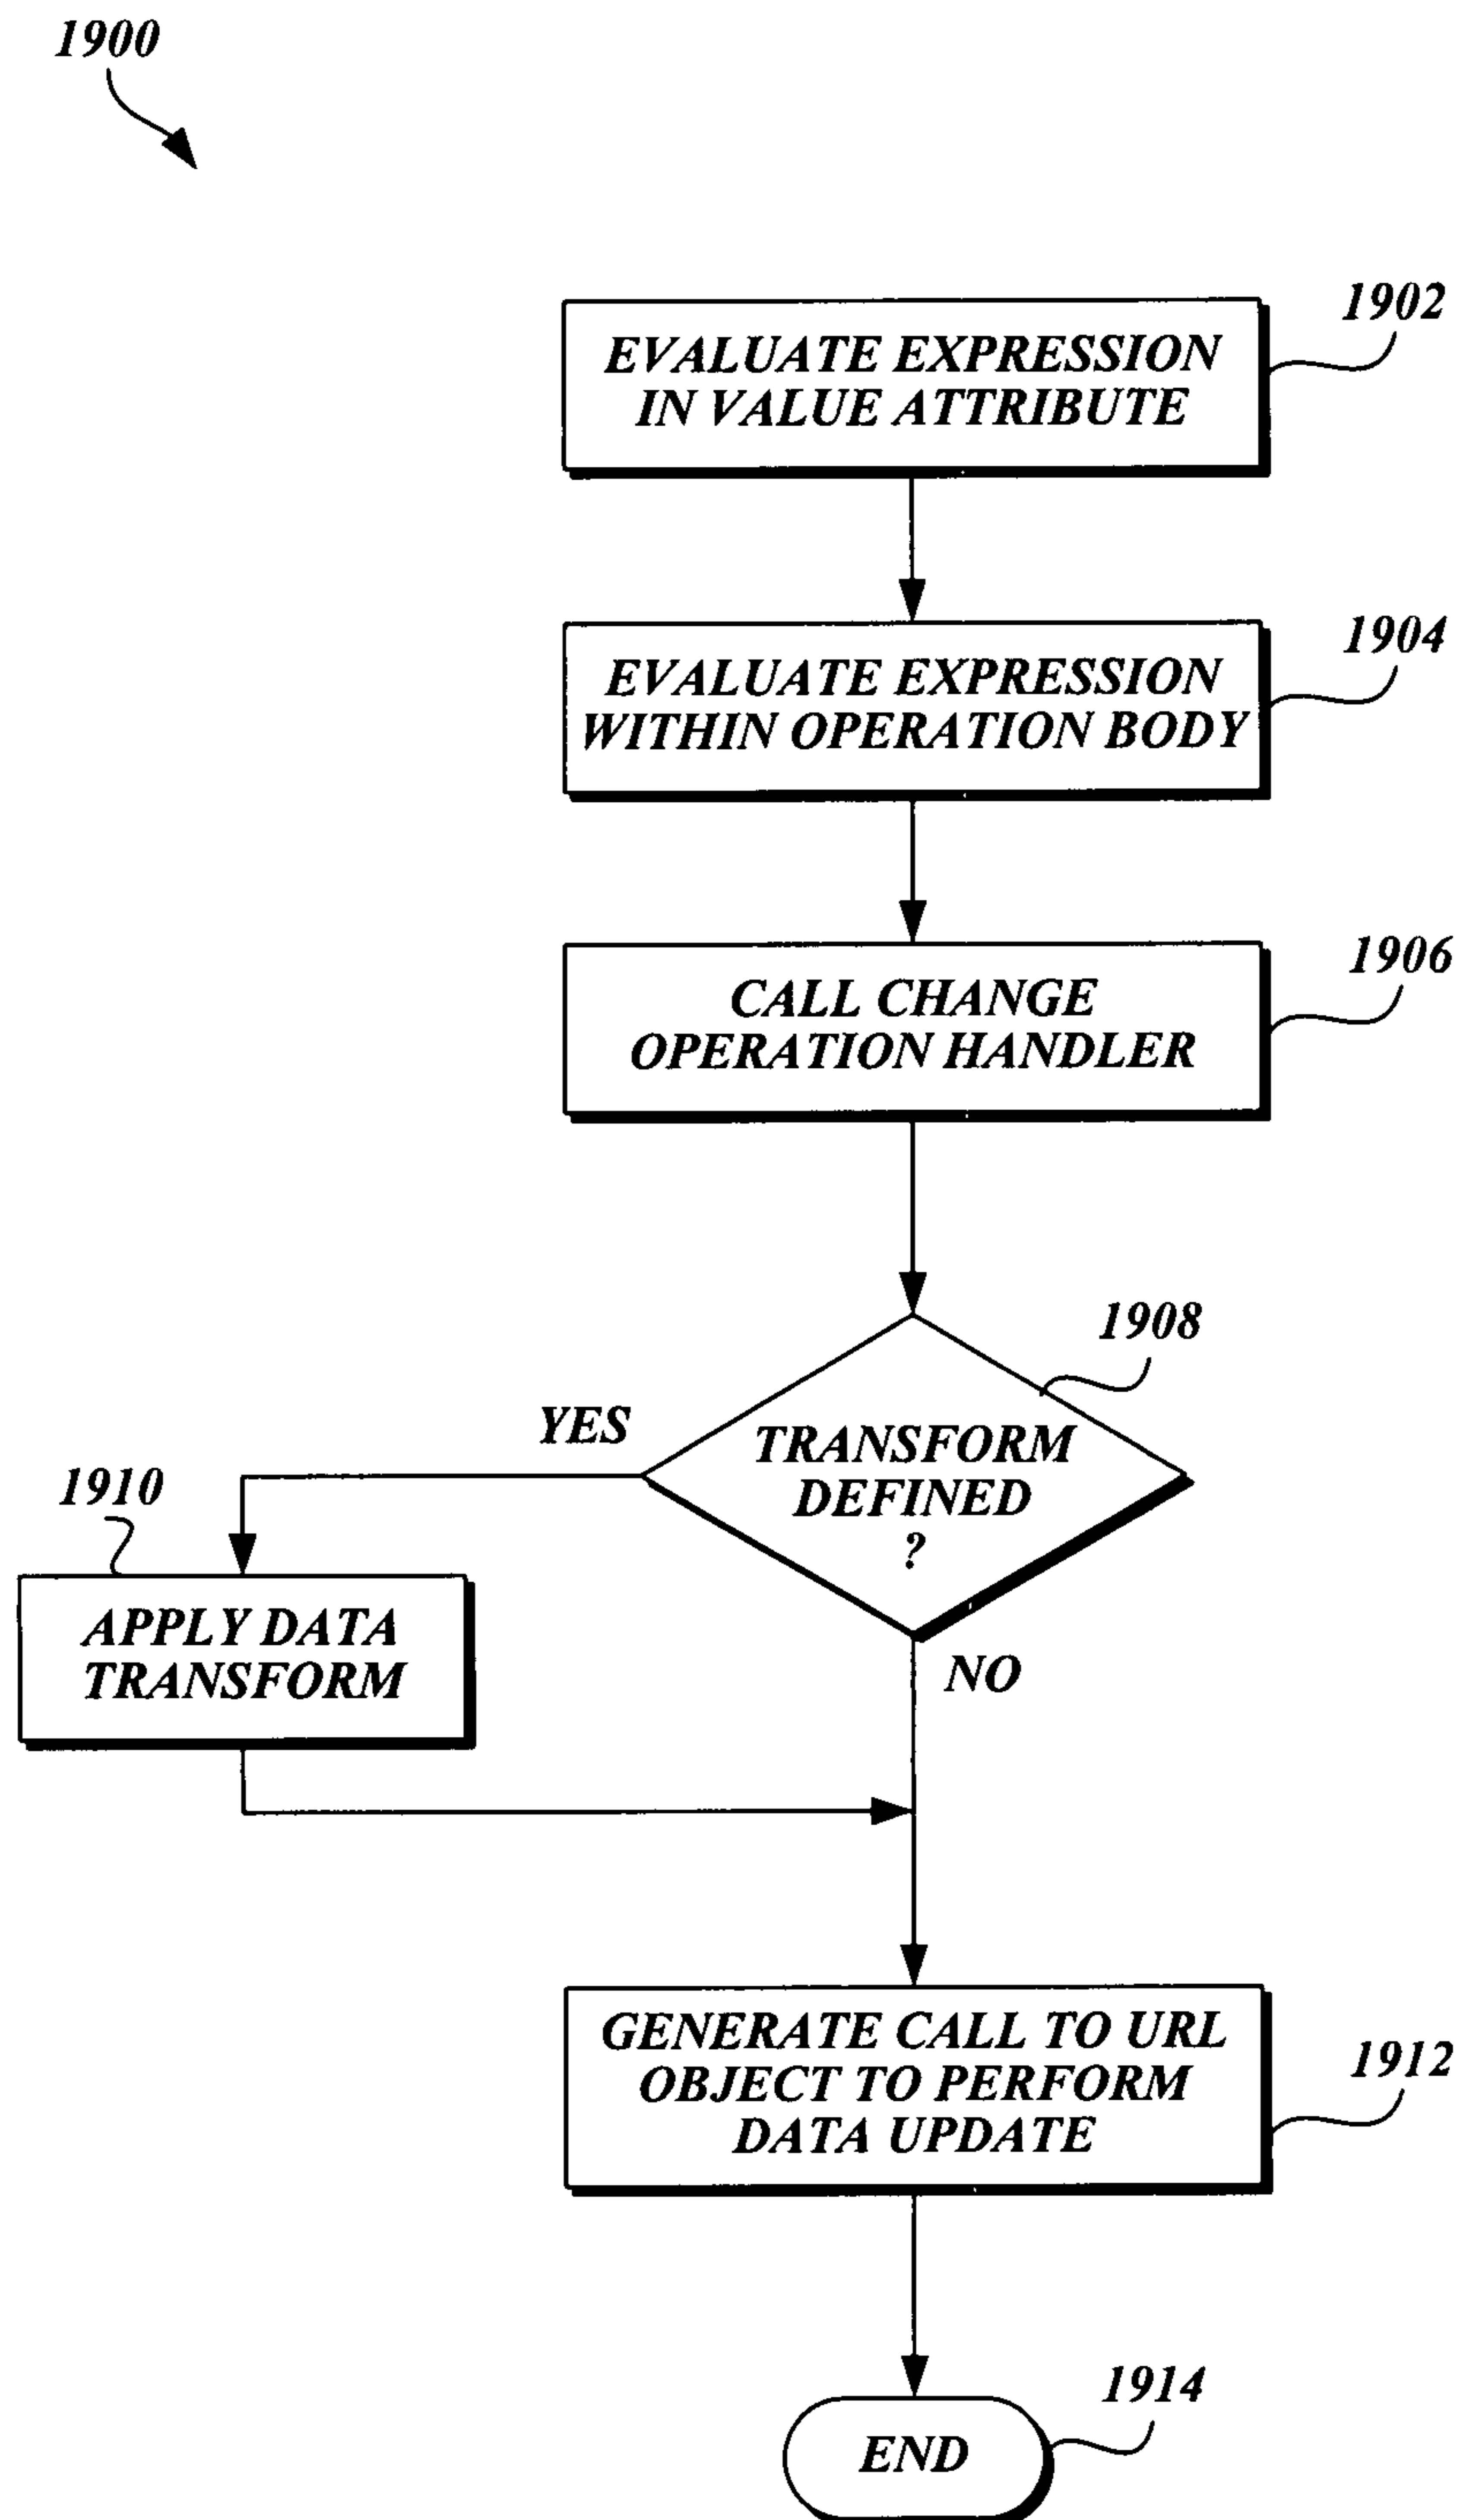 1900
EVALUATE EXPRESSION
IN VALUE ATTRIBUTE
1902
EVALUATE EXPRESSION
WITHIN OPERATION BODY
1904
CALL CHANGE
OPERATION HANDLER
1906
1908
TRANSFORM
DEFINED
?
YES
1910
APPLY DATA
TRANSFORM
NO
GENERATE CALL TO URL
OBJECT TO PERFORM
DATA UPDATE
1912
1914
END